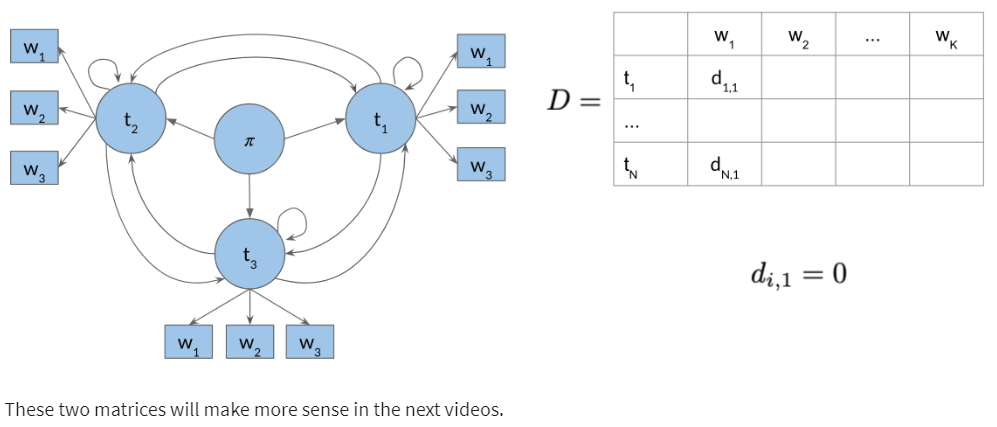 w1
w2
w3
t2
π
t1
w1
w2
w3
t3
w1 w2 w3
D =
w1 w2 ... wK
t1 d1,1
...
tN dN,1
di,1 = 0
These two matrices will make more sense in the next videos.